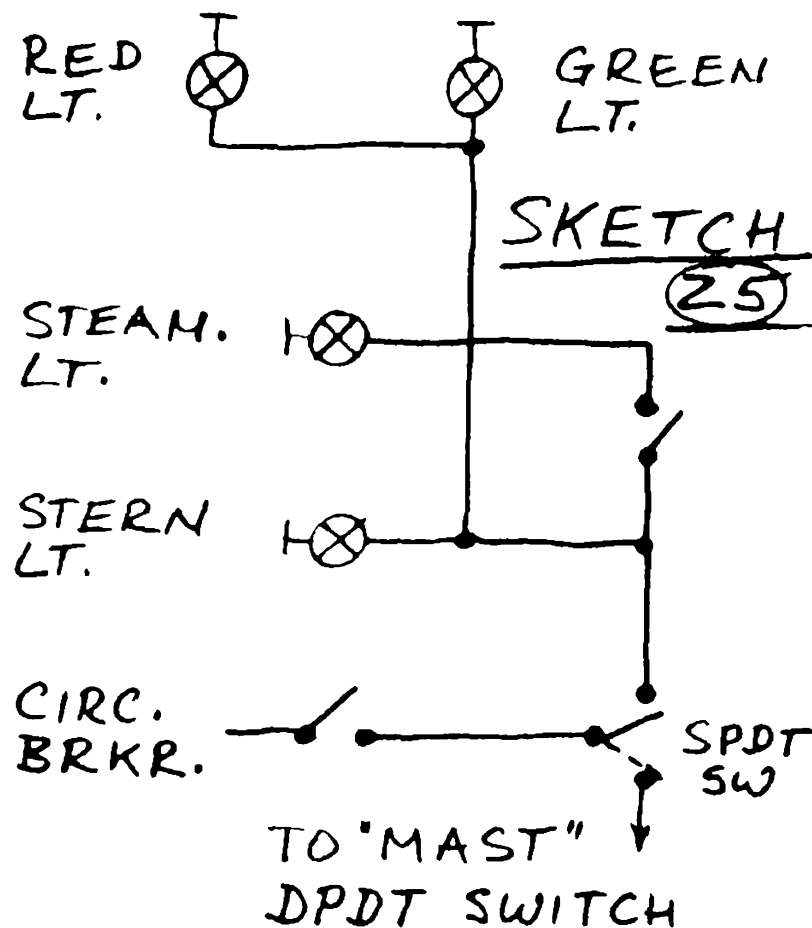 RED
LT.
GREEN
LT.
SKETCH
25
STEAM.
LT.
STERN
LT.
CIRC.
BRKR.
SPDT
SW
TO "MAST"
DPDT SWITCH